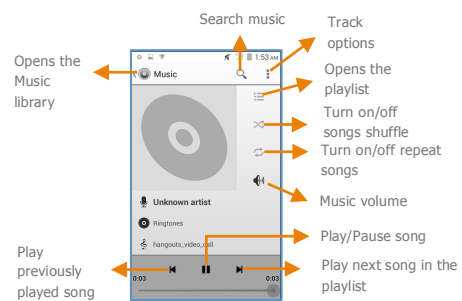 Search music
Track
options
Opens the
Music
library
1:53 AM
Music
Opens the
playlist
Turn on/off
songs shuffle
Turn on/off repeat
songs
Music volume
Unknown artist
Ringtones
hangouts_video_call
Play/Pause song
Play
previously
played song
0:03
0:03
Play next song in the
playlist